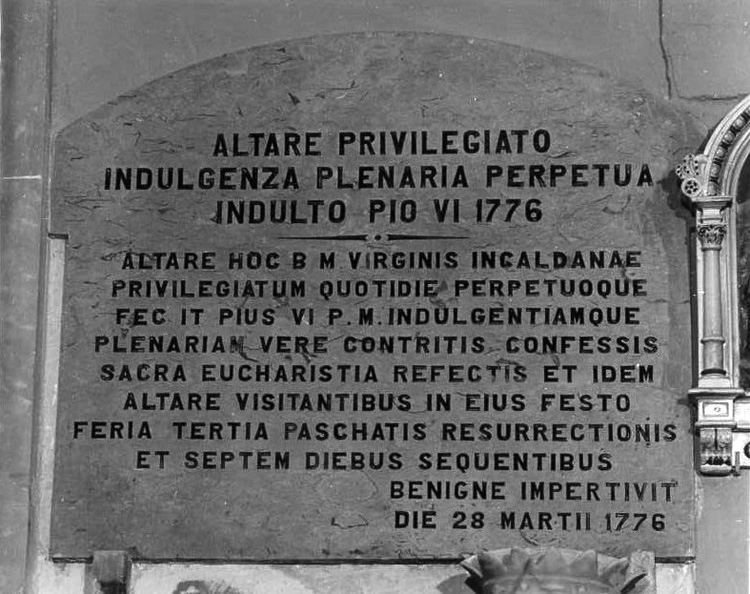 ALTARE PRIVILEGIATO
INDULGENZA PLENARIA PERPETUA
INDULTO PIO VI 1776
ALTARE HOC B M VIRGINIS INCALDANAE
PRIVILEGIATUM QUOTIDIE PERPETUOQUE
FEC IT PIUS VI P.M. INDULGENTIAMQUE
PLENARIAM VERE CONTRITIS CONFESSIS
SACRA EUCHARISTIA REFECTIS ET IDEM
ALTARE VISITANTIBUS IN EIUS FESTO
FERIA TERTIA PASCHATIS RESURRECTIONIS
ET SEPTEM DIEBUS SEQUENTIBUS
BENIGNE IMPERTIVIT
DIE 28 MARTII 1776